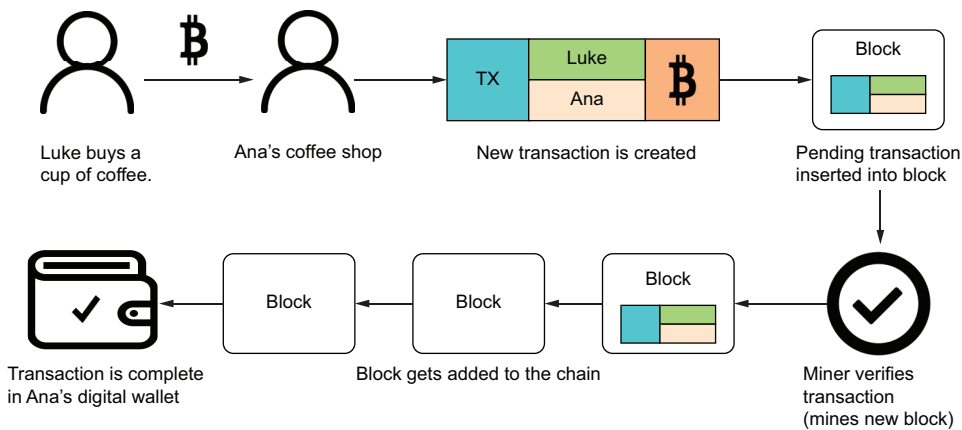 TX
Luke
Ana
Block
Luke buys a
cup of coffee.
Ana's coffee shop
New transaction is created
Pending transaction
inserted into block
Block
Block
Block
Transaction is complete
in Ana's digital wallet
Block gets added to the chain
Miner verifies
transaction
(mines new block)